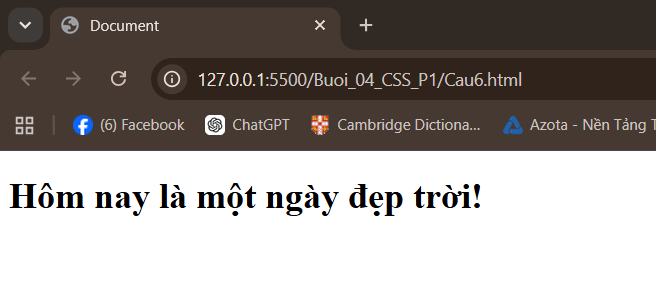 Document
127.0.0.1:5500/Buoi_04_CSS_P1/Cau6.html
(6) Facebook ChatGPT Cambridge Dictiona... Azota - Nền Tảng T
Hôm nay là một ngày đẹp trời!